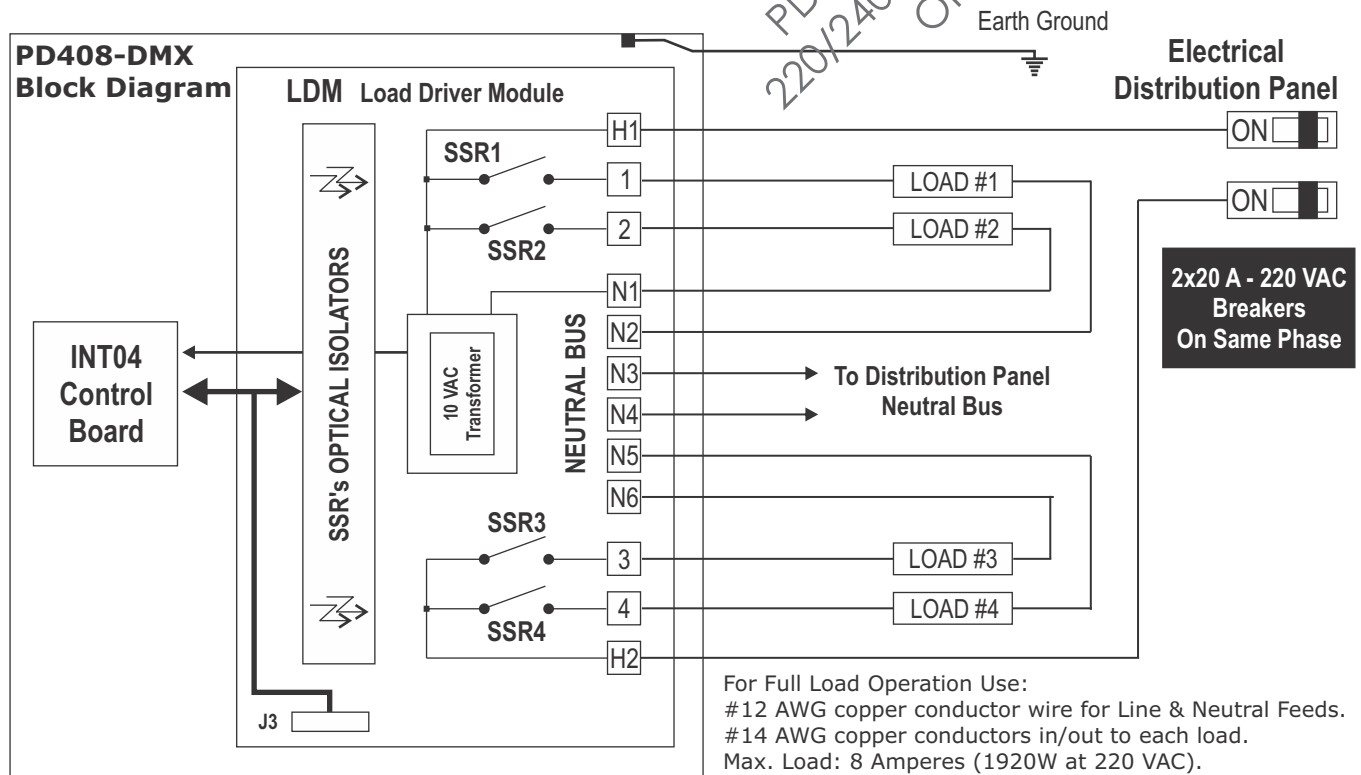 PD
220/240
O
Earth Ground
PD408-DMX
Block Diagram
Electrical
Distribution Panel
LDM Load Driver Module
H1
ON
SSR1
1
LOAD #1
ON
2
LOAD #2
SSR2
2x20 A - 220 VAC
Breakers
On Same Phase
N1
N2
N3
N4
N5
N6
NEUTRAL BUS
To Distribution Panel
Neutral Bus
INT04
Control
Board
SSR's OPTICAL ISOLATORS
10 VAC
Transformer
SSR3
3
LOAD #3
4
LOAD #4
SSR4
H2
J3
For Full Load Operation Use:
#12 AWG copper conductor wire for Line & Neutral Feeds.
#14 AWG copper conductors in/out to each load.
Max. Load: 8 Amperes (1920W at 220 VAC).